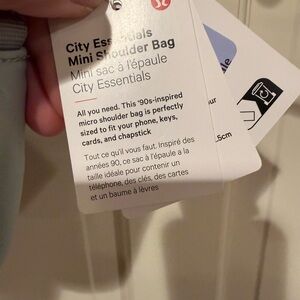 City Essentials
Mini Shoulder Bag
Mini sac à l'épaule
City Essentials
All you need. This '90s-inspired
micro shoulder bag is perfectly
sized to fit your phone, keys,
cards, and chapstick
Tout ce qu'il vous faut. Inspiré des
années 90, ce sac à l'épaule a la
taille idéale pour contenir un
téléphone, des clés, des cartes
et un baume à lèvres
.5cm